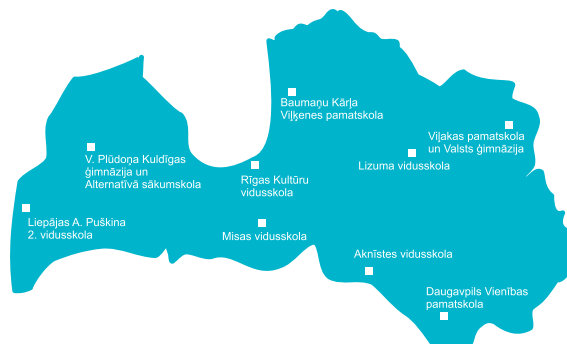 Baumaņu Kārļa
Viļķenes pamatskola
Viļakas pamatskola
un Valsts ģimnāzija
V. Plūdoņa Kuldīgas
ģimnāzija un
Alternatīvā sākumskola
Lizuma vidusskola
Rīgas Kultūru
vidusskola
Liepājas A. Puškina
2. vidusskola
Misas vidusskola
Aknīstes vidusskola
Daugavpils Vienības
pamatskola